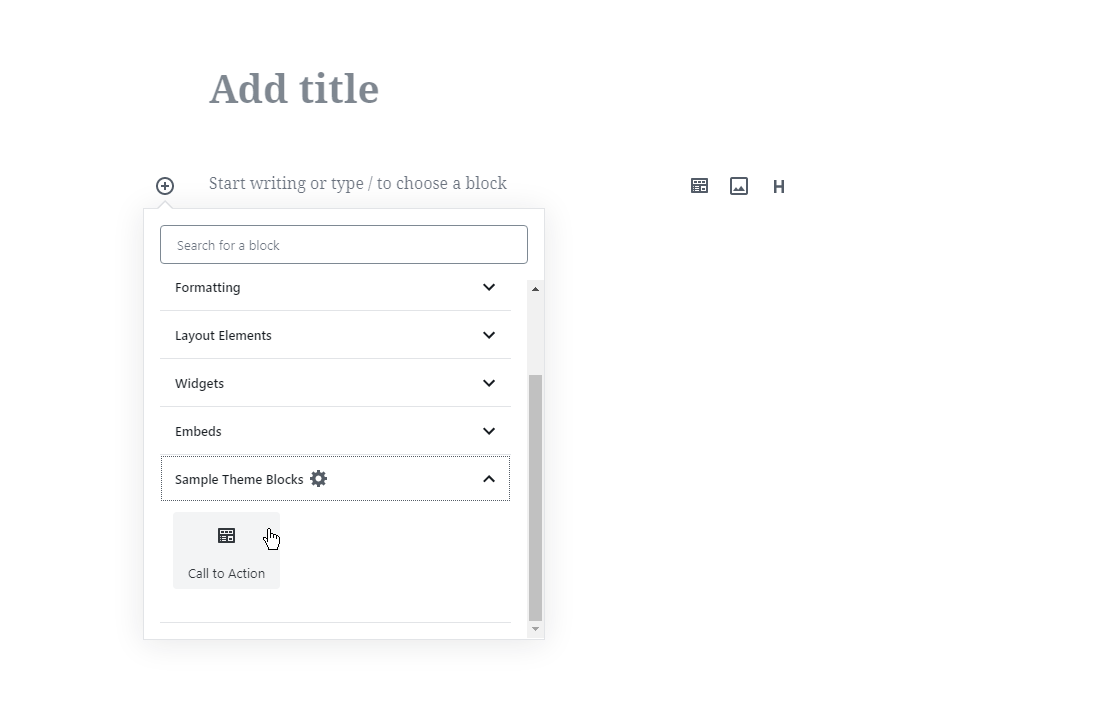 Add title
Start writing or type / to choose a block
H
Search for a block
Formatting
Layout Elements
Widgets
Embeds
Sample Theme Blocks
Call to Action